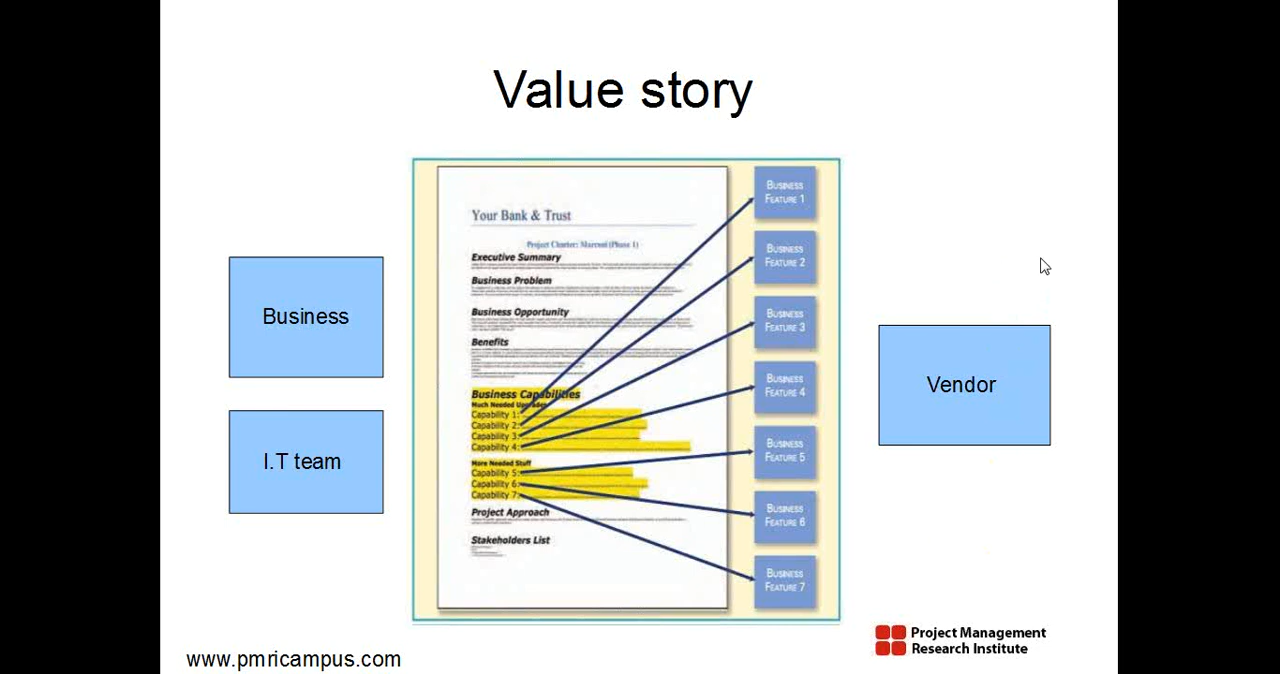 Value story
Business
I.T team
Your Bank & Trust
Project Charter: Marconi (Phase 1)
Executive Summary
Business Problem
Business Opportunity
Benefits
Business Capabilities
Much Needed Upgrades
Capability 1:
Capability 2:
Capability 3:
Capability 4:
More Needed Stuff
Capability 5:
Capability 6:
Capability 7:
Project Approach
Stakeholders List
BUSINESS
FEATURE 1
BUSINESS
FEATURE 2
BUSINESS
FEATURE 3
BUSINESS
FEATURE 4
BUSINESS
FEATURE 5
BUSINESS
FEATURE 6
BUSINESS
FEATURE 7
Vendor
www.pmricampus.com
Project Management
Research Institute